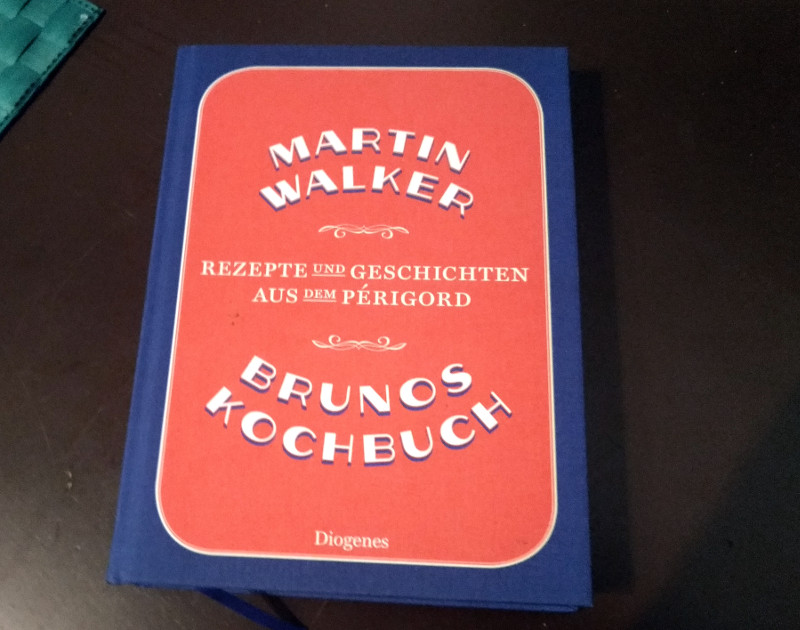 MARTIN
WALKER
REZEPTE UND GESCHICHTEN
AUS DEM PÉRIGORD
BRUNOS
KOCHBUCH
Diogenes